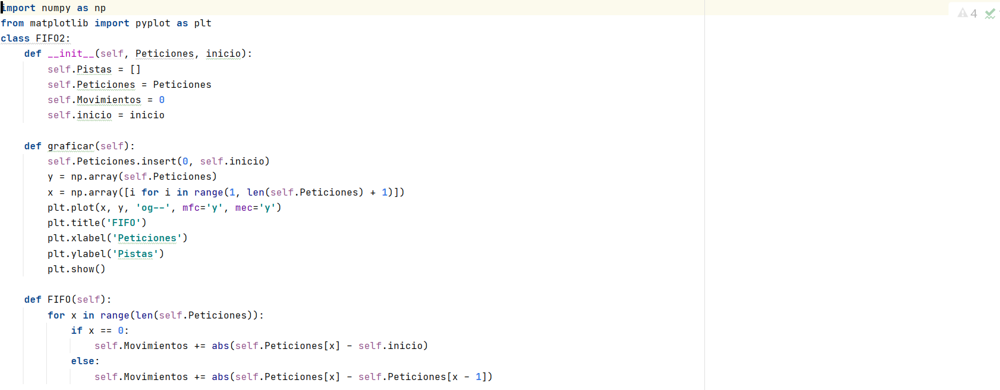 import numpy as np
from matplotlib import pyplot as plt
class FIFO2:
    def __init__(self, Peticiones, inicio):
        self.Pistas = []
        self.Peticiones = Peticiones
        self.Movimientos = 0
        self.inicio = inicio

    def graficar(self):
        self.Peticiones.insert(0, self.inicio)
        y = np.array(self.Peticiones)
        x = np.array([i for i in range(1, len(self.Peticiones) + 1)])
        plt.plot(x, y, 'og--', mfc='y', mec='y')
        plt.title('FIFO')
        plt.xlabel('Peticiones')
        plt.ylabel('Pistas')
        plt.show()

    def FIFO(self):
        for x in range(len(self.Peticiones)):
            if x == 0:
                self.Movimientos += abs(self.Peticiones[x] - self.inicio)
            else:
                self.Movimientos += abs(self.Peticiones[x] - self.Peticiones[x - 1])
4